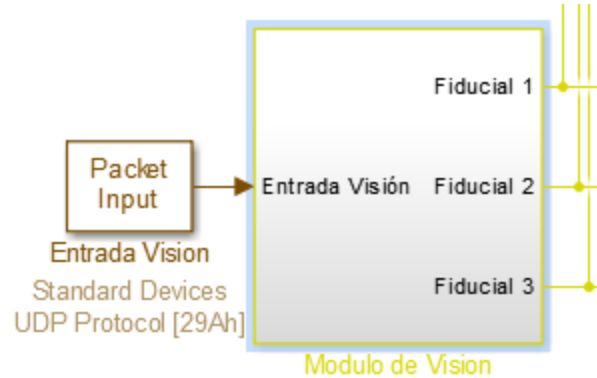 Fiducial 1
Packet
Input
Entrada Visión
Fiducial 2
Entrada Vision
Standard Devices
UDP Protocol [29Ah]
Fiducial 3
Modulo de Vision